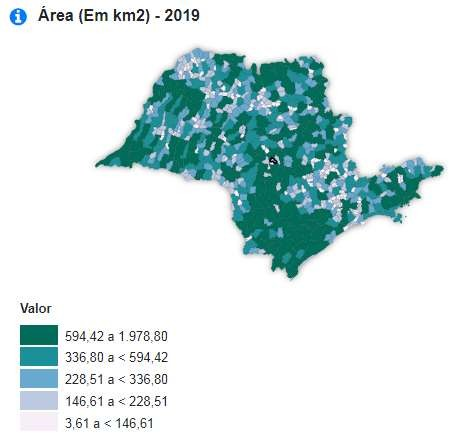 Área (Em km2) - 2019
Valor
594,42 a 1.978,80
336,80 a < 594,42
228,51 a < 336,80
146,61 a < 228,51
3,61 a < 146,61